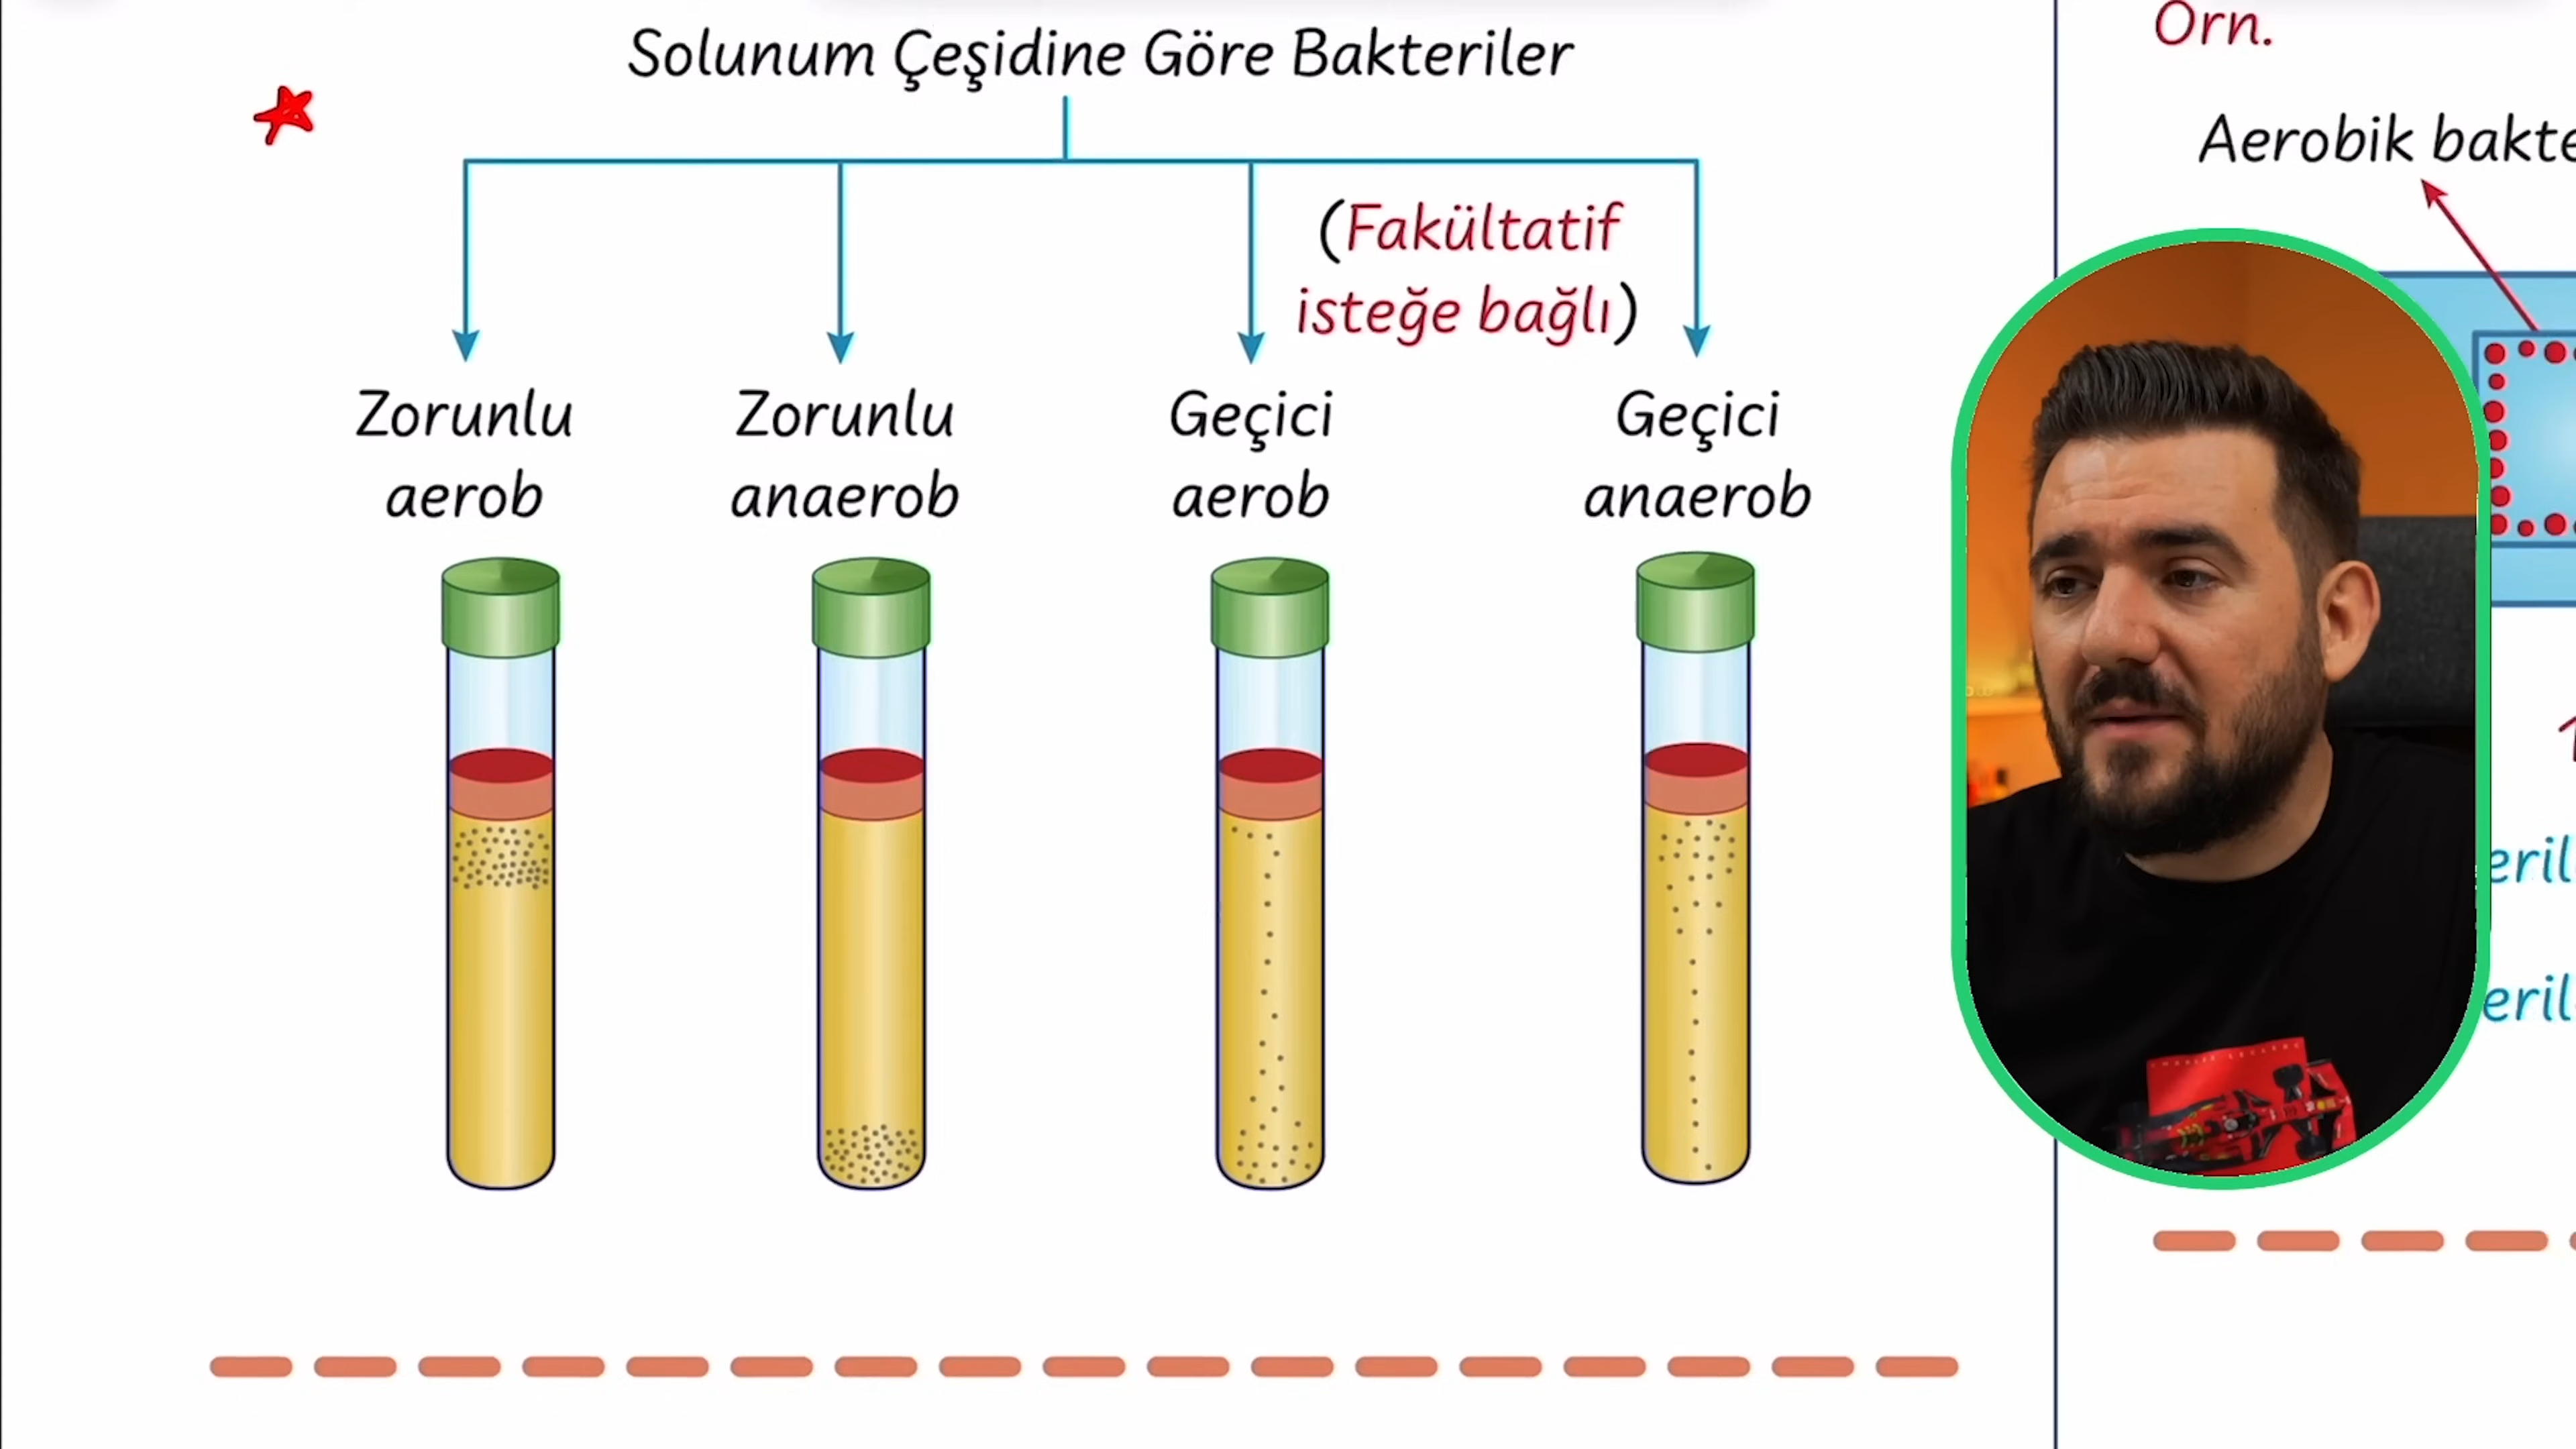 Solunum Çeşidine Göre Bakteriler
(Fakültatif
isteğe bağlı)
Zorunlu
aerob
Zorunlu
anaerob
Geçici
aerob
Geçici
anaerob
Örn.
Aerobik bakte
eril
eril